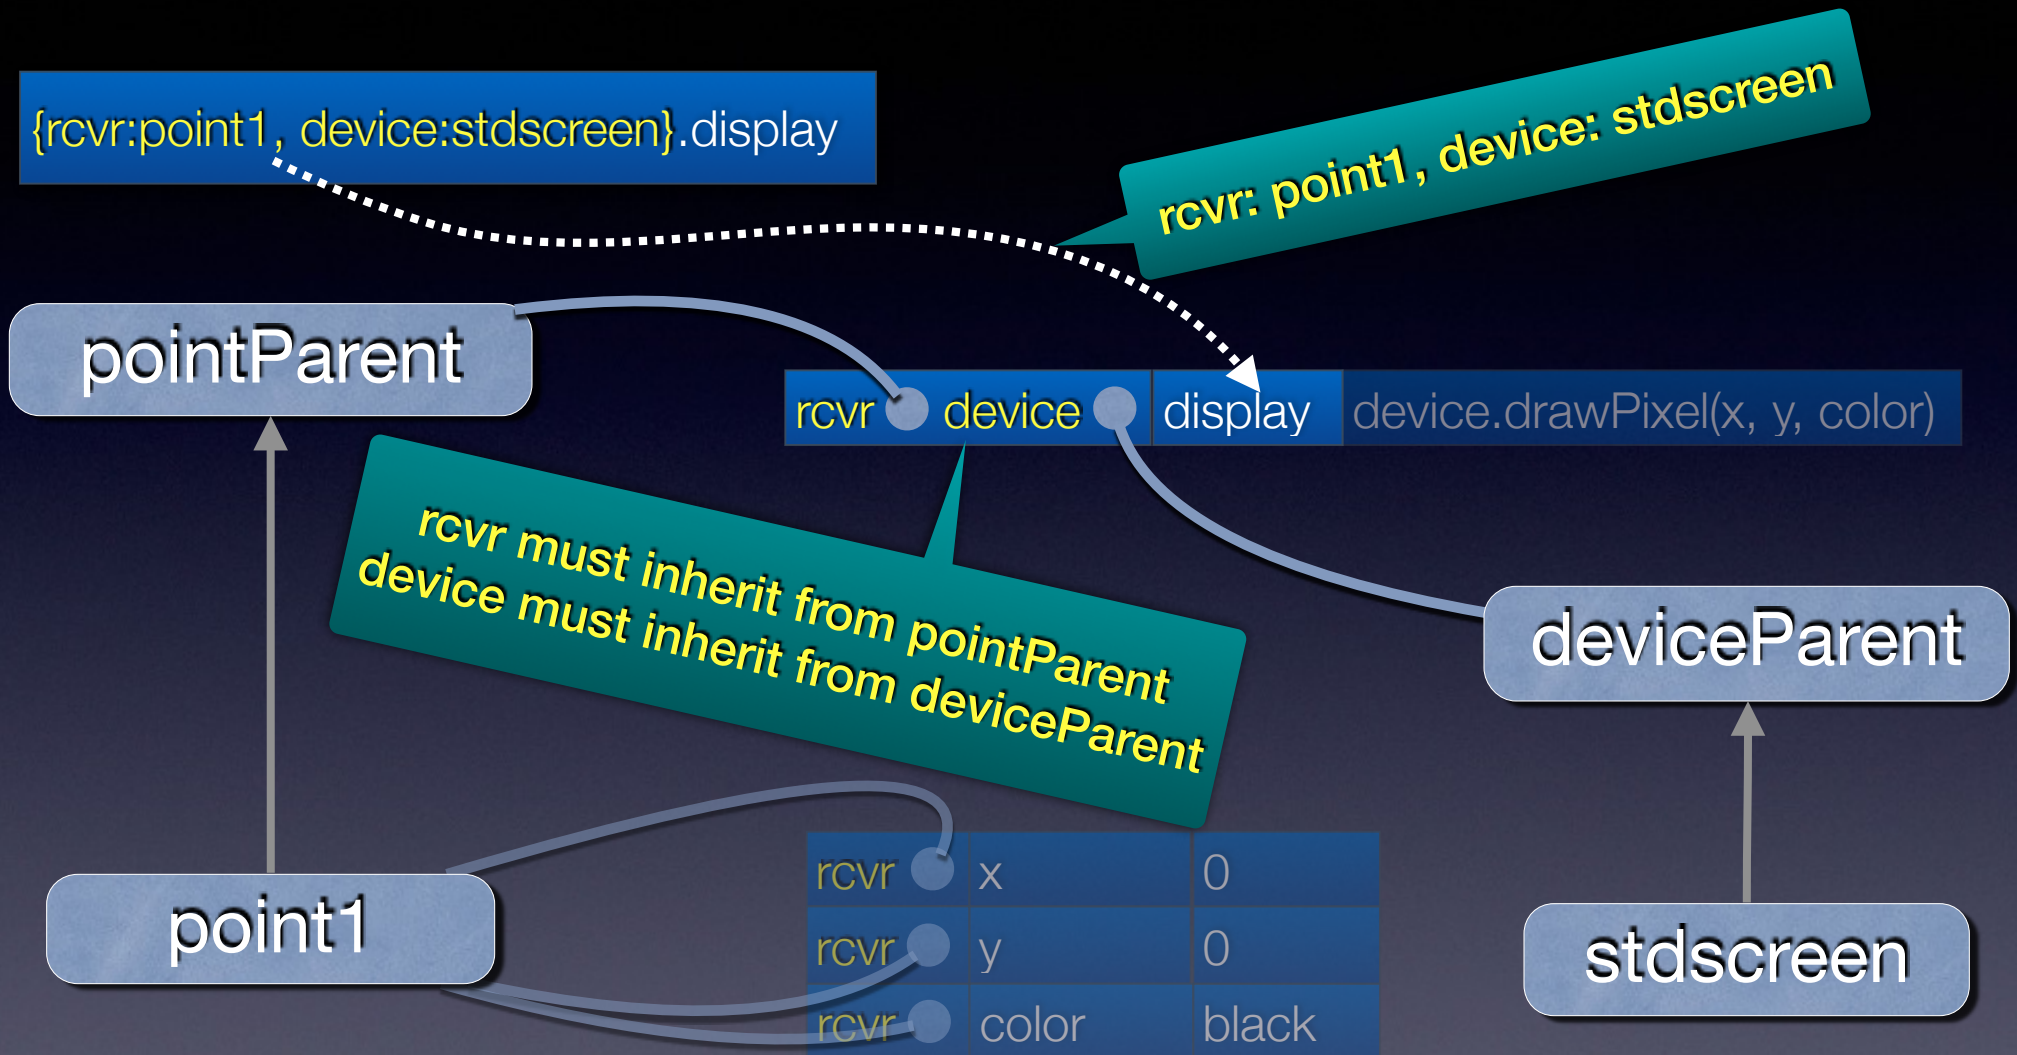 {rcvr:point1, device:stdscreen}.display
rcvr: point1, device: stdscreen
pointParent
rcvr device display device.drawPixel(x, y, color)
rcvr must inherit from pointParent
device must inherit from deviceParent
deviceParent
point1
rcvr x 0
rcvr y 0
rcvr color black
stdscreen